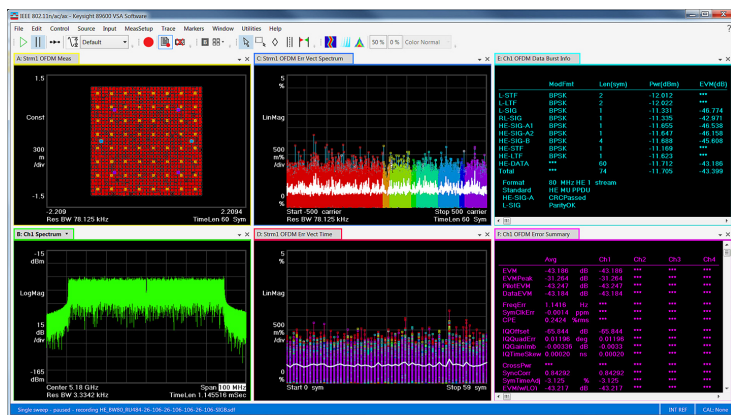 IEEE 802.11n/ac/ax - Keysight 89600 VSA Software
File Edit Control Source Input MeasSetup Trace Markers Window Utilities Help
Default 50 % 0 % Color Normal
A: Strm1 OFDM Meas
1.5
Const
300
m
/div
-1.5
-2.209 2.2094
Res BW 78.125 kHz TimeLen 60 Sym
C: Strm1 OFDM Err Vect Spectrum
5
%
LinMag
500
m%
/div
0
%
Start -500 carrier Stop 500 carrier
Res BW 78.125 kHz TimeLen 60 Sym
E: Ch1 OFDM Data Burst Info
ModFmt Len(sym) Pwr(dBm) EVM(dB)
L-STF BPSK 2 -12.012 ***
L-LTF BPSK 2 -12.022 ***
L-SIG BPSK 1 -11.331 -46.774
RL-SIG BPSK 1 -11.335 -42.971
HE-SIG-A1 BPSK 1 -11.655 -46.538
HE-SIG-A2 BPSK 1 -11.647 -46.158
HE-SIG-B BPSK 4 -11.688 -45.608
HE-STF BPSK 1 -11.169 ***
HE-LTF BPSK 1 -11.623 ***
HE-DATA *** 60 -11.712 -43.186
Total *** 74 -11.705 -43.399
Format 80 MHz HE 1 stream
Standard HE MU PPDU
HE-SIG-A CRCPassed
L-SIG ParityOK
B: Ch1 Spectrum
-15
dBm
LogMag
15
dB
/div
-165
dBm
Center 5.18 GHz Span 100 MHz
Res BW 3.3342 kHz TimeLen 1.145516 mSec
D: Strm1 OFDM Err Vect Time
5
%
LinMag
500
m%
/div
0
%
Start 0 sym Stop 59 sym
F: Ch1 OFDM Error Summary
Avg Ch1 Ch2 Ch3 Ch4
EVM -43.186 dB -43.186 *** *** ***
EVMPeak -31.264 dB -31.264 *** *** ***
PilotEVM -43.247 dB -43.247 *** *** ***
DataEVM -43.184 dB -43.184 *** *** ***
FreqErr 1.1416 Hz *** *** *** ***
SymClkErr -0.0014 ppm *** *** *** ***
CPE 0.2424 %rms *** *** *** ***
IQOffset -65.844 dB -65.844 *** *** ***
IQQuadErr 0.01196 deg 0.01196 *** *** ***
IQGainImb -0.00330 dB -0.0033 *** *** ***
IQTimeSkew 0.00020 ns 0.00020 *** *** ***
CrossPwr *** *** *** ***
SyncCorr 0.84292 0.84292 *** *** ***
SymTimeAdj -3.125 % -3.125 *** *** ***
-43.217 dB -43.217 *** *** ***
Single sweep - paused - recording HE_BW80_RU484-26-106-26-106-106-26-106-SIGB.sdf INT REF CAL: None